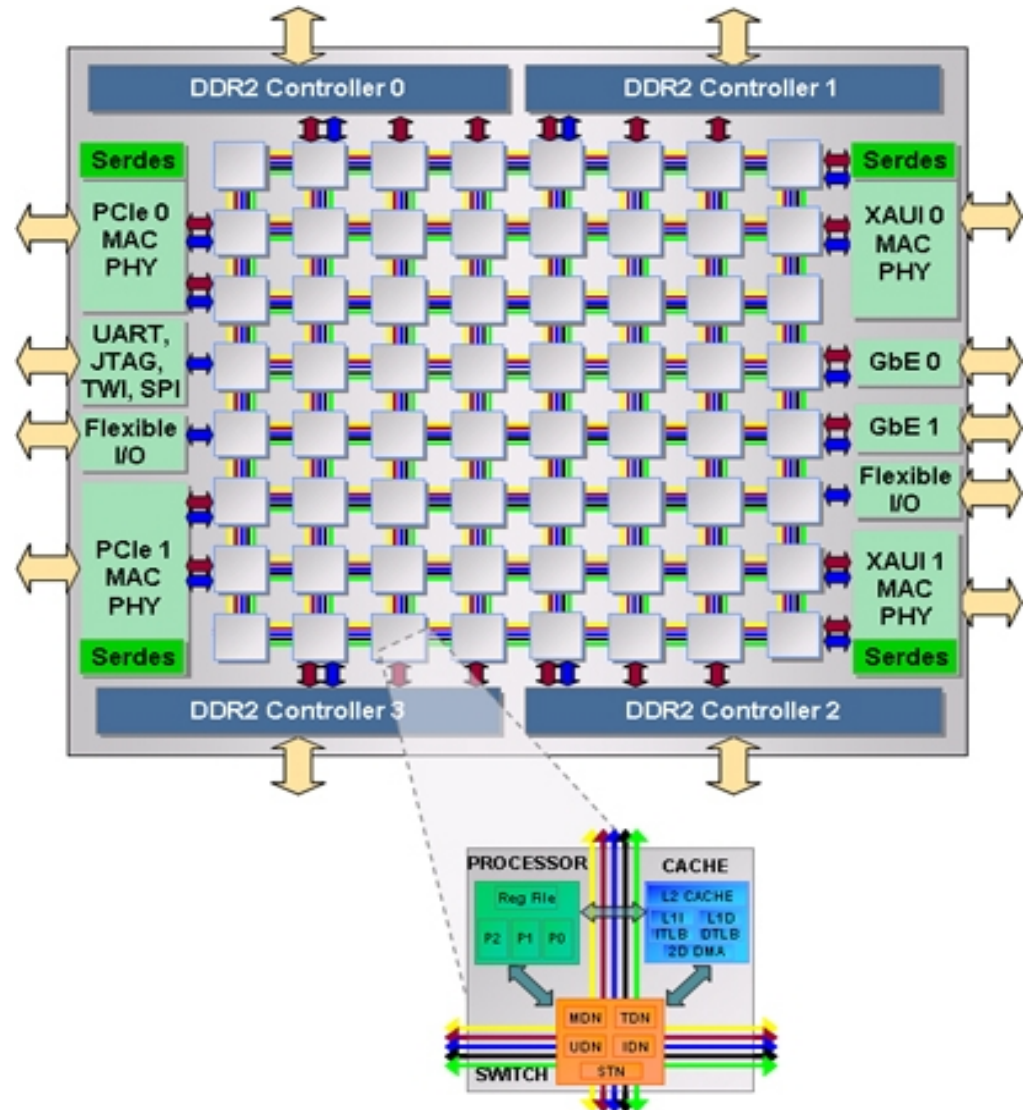 DDR2 Controller 0
DDR2 Controller 1
Serdes
PCIe 0
MAC
PHY
UART,
JTAG,
TWI, SPI
Flexible
I/O
PCIe 1
MAC
PHY
Serdes
Serdes
XAUI 0
MAC
PHY
GbE 0
GbE 1
Flexible
I/O
XAUI 1
MAC
PHY
Serdes
DDR2 Controller 3
DDR2 Controller 2
PROCESSOR
Reg File
P2 P1 P0
CACHE
L2 CACHE
L1I L1D
ITLB DTLB
2D DMA
MDN TDN
UDN IDN
STN
SWITCH